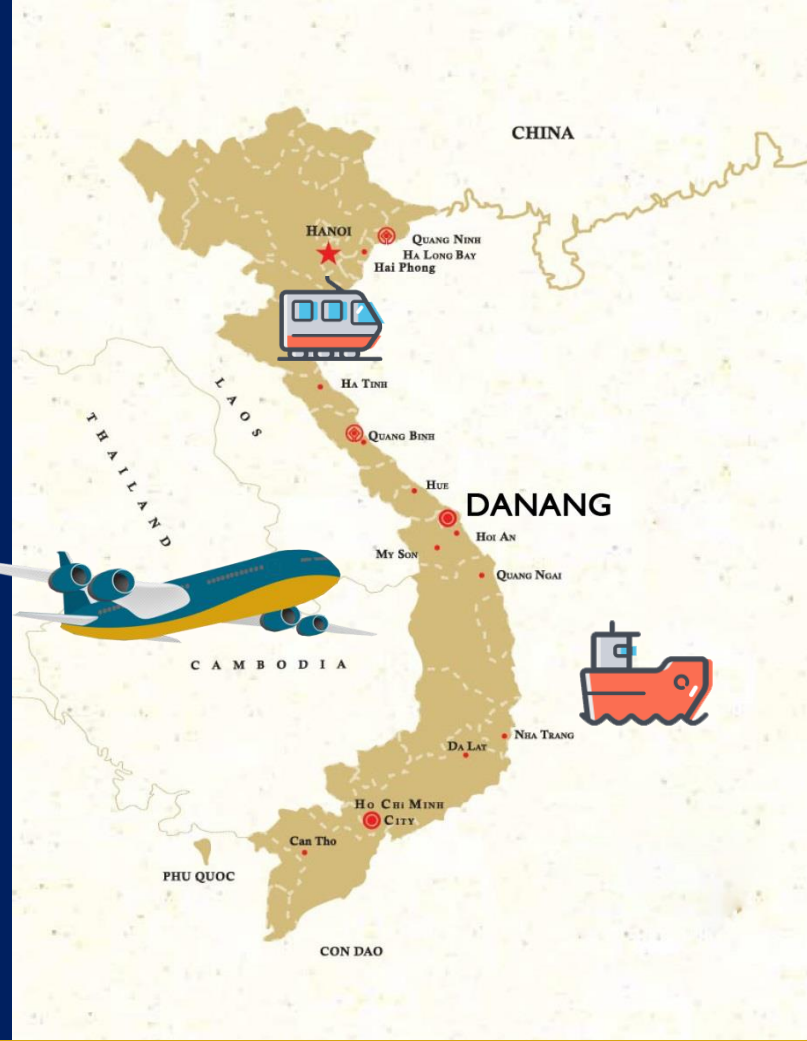 CHINA
HANOI
QUANG NINH
HA LONG BAY
Hai Phong
HA TINH
LAOS
THAILAND
QUANG BINH
HUE
DANANG
HOI AN
MY SON
QUANG NGAI
CAMBODIA
NHA TRANG
DA LAT
HO CHI MINH
CITY
Can Tho
PHU QUOC
CON DAO